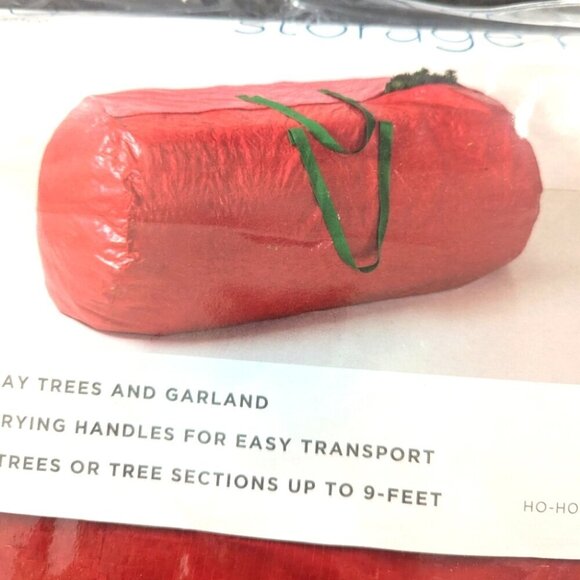 storage
AY TREES AND GARLAND
RYING HANDLES FOR EASY TRANSPORT
TREES OR TREE SECTIONS UP TO 9-FEET
HO-HO